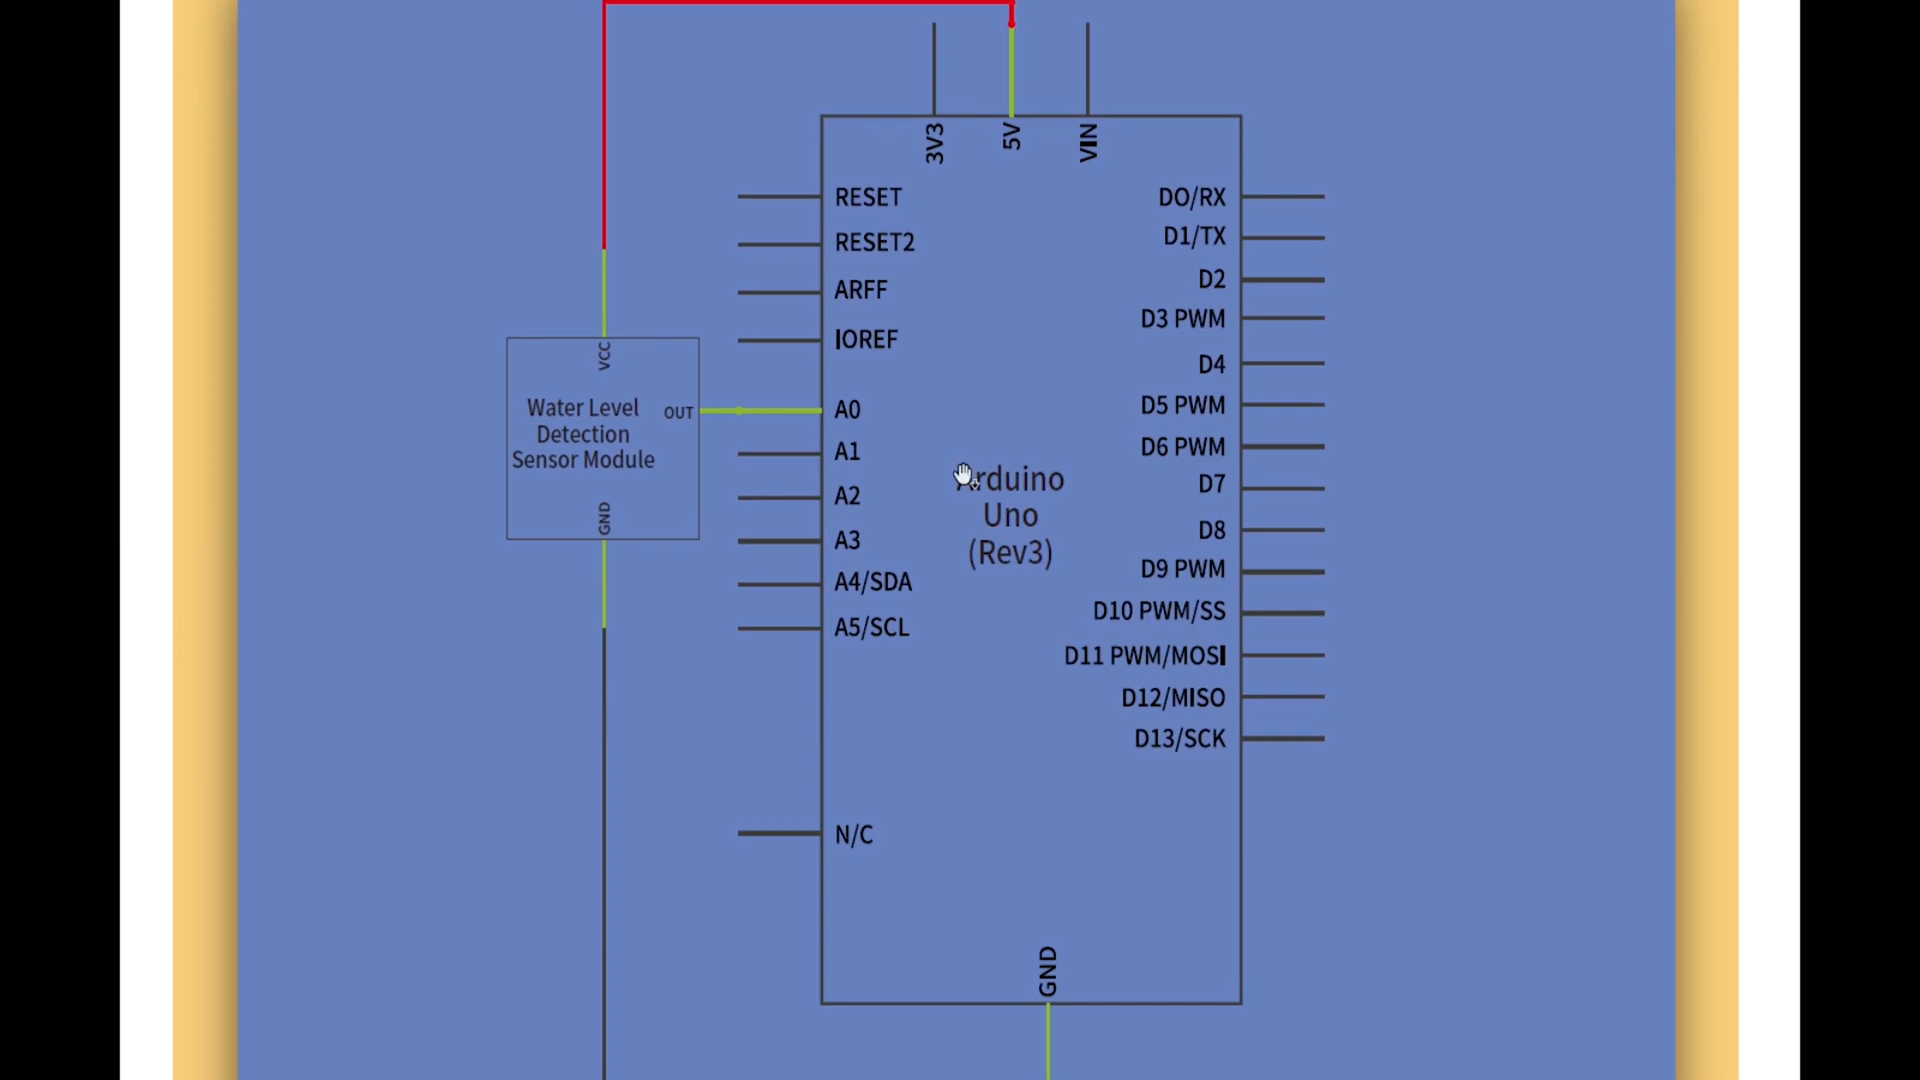 3V3
5V
VIN
RESET
RESET2
ARFF
IOREF
A0
A1
A2
A3
A4/SDA
A5/SCL
N/C
DO/RX
D1/TX
D2
D3 PWM
D4
D5 PWM
D6 PWM
D7
D8
D9 PWM
D10 PWM/SS
D11 PWM/MOSI
D12/MISO
D13/SCK
GND
Arduino
Uno
(Rev3)
VCC
Water Level
Detection
Sensor Module
OUT
GND